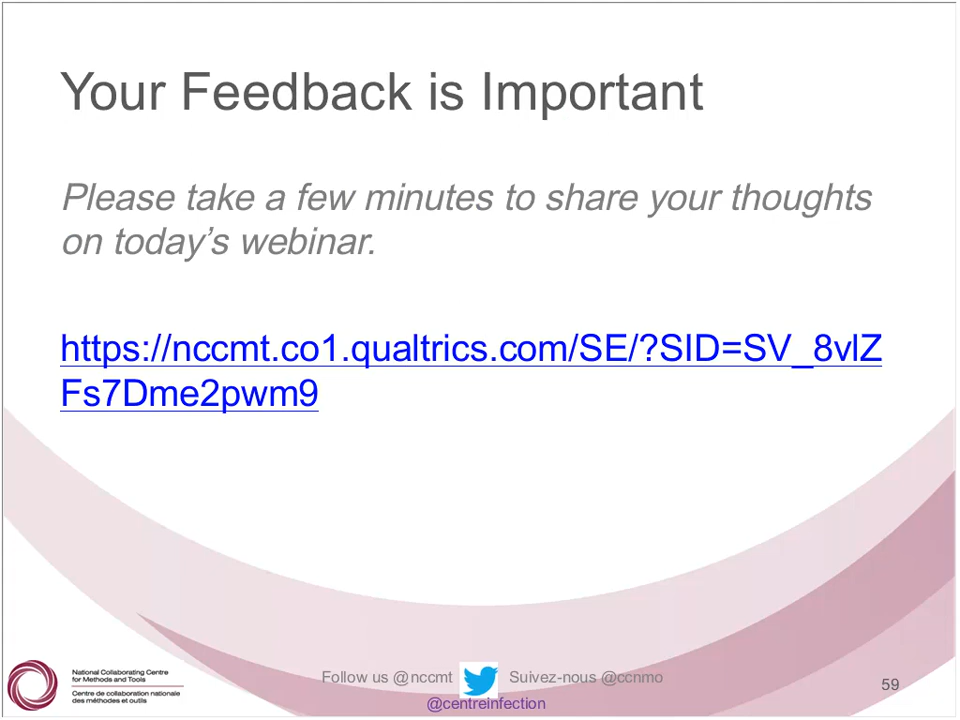 Your Feedback is Important
Please take a few minutes to share your thoughts
on today’s webinar.
https://nccmt.co1.qualtrics.com/SE/?SID=SV_8vlZ
Fs7Dme2pwm9
National Collaborating Centre
for Methods and Tools
Centre de collaboration nationale
des méthodes et outils
Follow us @nccmt Suivez-nous @ccnmo
@centreinfection
59